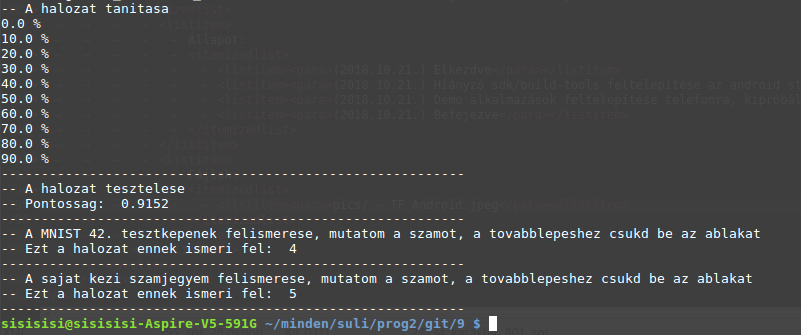 -- A halozat tanitasa
0.0 %
10.0 %
20.0 %
30.0 %
40.0 %
50.0 %
60.0 %
70.0 %
80.0 %
90.0 %
----------------------------------------------------------
-- A halozat tesztelese
-- Pontossag:  0.9152
----------------------------------------------------------
-- A MNIST 42. tesztkepenek felismerese, mutatom a szamot, a tovabblepeshez csukd be az ablakat
-- Ezt a halozat ennek ismeri fel:  4
----------------------------------------------------------
-- A sajat kezi szamjegyem felismerese, mutatom a szamot, a tovabblepeshez csukd be az ablakat
-- Ezt a halozat ennek ismeri fel:  5
----------------------------------------------------------
sisisisi@sisisisi-Aspire-V5-591G ~/minden/suli/prog2/git/9 $